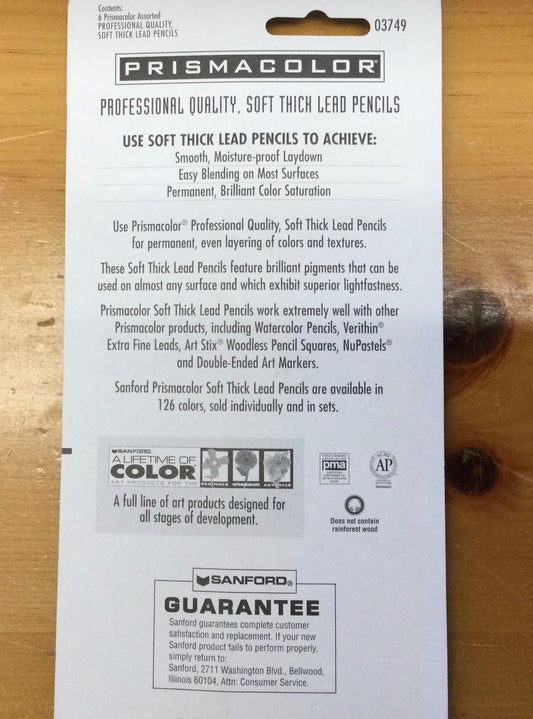 Contents:
6 Prismacolor Assorted
PROFESSIONAL QUALITY,
SOFT THICK LEAD PENCILS
03749
PRISMACOLOR®
PROFESSIONAL QUALITY, SOFT THICK LEAD PENCILS
USE SOFT THICK LEAD PENCILS TO ACHIEVE:
Smooth, Moisture-proof Laydown
Easy Blending on Most Surfaces
Permanent, Brilliant Color Saturation
Use Prismacolor® Professional Quality, Soft Thick Lead Pencils
for permanent, even layering of colors and textures.
These Soft Thick Lead Pencils feature brilliant pigments that can be
used on almost any surface and which exhibit superior lightfastness.
Prismacolor Soft Thick Lead Pencils work extremely well with other
Prismacolor products, including Watercolor Pencils, Verithin®
Extra Fine Leads, Art Stix® Woodless Pencil Squares, NuPastels®
and Double-Ended Art Markers.
Sanford Prismacolor Soft Thick Lead Pencils are available in
126 colors, sold individually and in sets.
SANFORD.
A LIFETIME OF
COLOR
ART PRODUCTS FOR THE
BEGINNER INTERMEDIATE ADVANCED
A full line of art products designed for
all stages of development.
pma
AP
Does not contain
rainforest wood
SANFORD®
GUARANTEE
Sanford guarantees complete customer
satisfaction and replacement. If your new
Sanford product fails to perform properly,
simply return to:
Sanford, 2711 Washington Blvd., Bellwood,
Illinois 60104. Attn: Consumer Service.